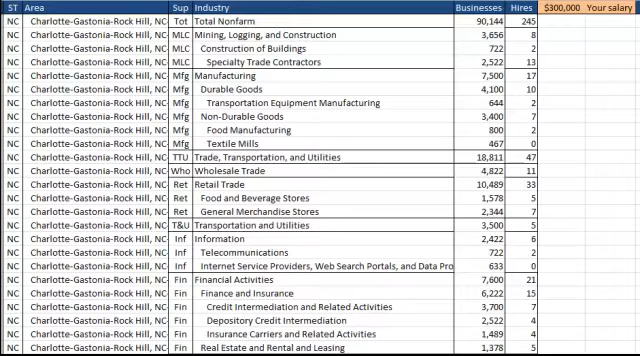 ST Area Sup Industry Businesses Hires $300,000 Your salary
NC Charlotte-Gastonia-Rock Hill, NC- Tot Total Nonfarm 90,144 245
NC Charlotte-Gastonia-Rock Hill, NC- MLC Mining, Logging, and Construction 3,656 8
NC Charlotte-Gastonia-Rock Hill, NC- MLC Construction of Buildings 722 2
NC Charlotte-Gastonia-Rock Hill, NC- MLC Specialty Trade Contractors 2,522 13
NC Charlotte-Gastonia-Rock Hill, NC- Mfg Manufacturing 7,500 17
NC Charlotte-Gastonia-Rock Hill, NC- Mfg Durable Goods 4,100 10
NC Charlotte-Gastonia-Rock Hill, NC- Mfg Transportation Equipment Manufacturing 644 2
NC Charlotte-Gastonia-Rock Hill, NC- Mfg Non-Durable Goods 3,400 7
NC Charlotte-Gastonia-Rock Hill, NC- Mfg Food Manufacturing 800 2
NC Charlotte-Gastonia-Rock Hill, NC- Mfg Textile Mills 467 0
NC Charlotte-Gastonia-Rock Hill, NC- TTU Trade, Transportation, and Utilities 18,811 47
NC Charlotte-Gastonia-Rock Hill, NC- Who Wholesale Trade 4,822 11
NC Charlotte-Gastonia-Rock Hill, NC- Ret Retail Trade 10,489 33
NC Charlotte-Gastonia-Rock Hill, NC- Ret Food and Beverage Stores 1,578 5
NC Charlotte-Gastonia-Rock Hill, NC- Ret General Merchandise Stores 2,344 7
NC Charlotte-Gastonia-Rock Hill, NC- T&U Transportation and Utilities 3,500 5
NC Charlotte-Gastonia-Rock Hill, NC- Inf Information 2,422 6
NC Charlotte-Gastonia-Rock Hill, NC- Inf Telecommunications 722 2
NC Charlotte-Gastonia-Rock Hill, NC- Inf Internet Service Providers, Web Search Portals, and Data Pro 633 0
NC Charlotte-Gastonia-Rock Hill, NC- Fin Financial Activities 7,600 21
NC Charlotte-Gastonia-Rock Hill, NC- Fin Finance and Insurance 6,222 15
NC Charlotte-Gastonia-Rock Hill, NC- Fin Credit Intermediation and Related Activities 3,700 7
NC Charlotte-Gastonia-Rock Hill, NC- Fin Depository Credit Intermediation 2,522 4
NC Charlotte-Gastonia-Rock Hill, NC- Fin Insurance Carriers and Related Activities 1,489 4
NC Charlotte-Gastonia-Rock Hill, NC- Fin Real Estate and Rental and Leasing 1,378 5